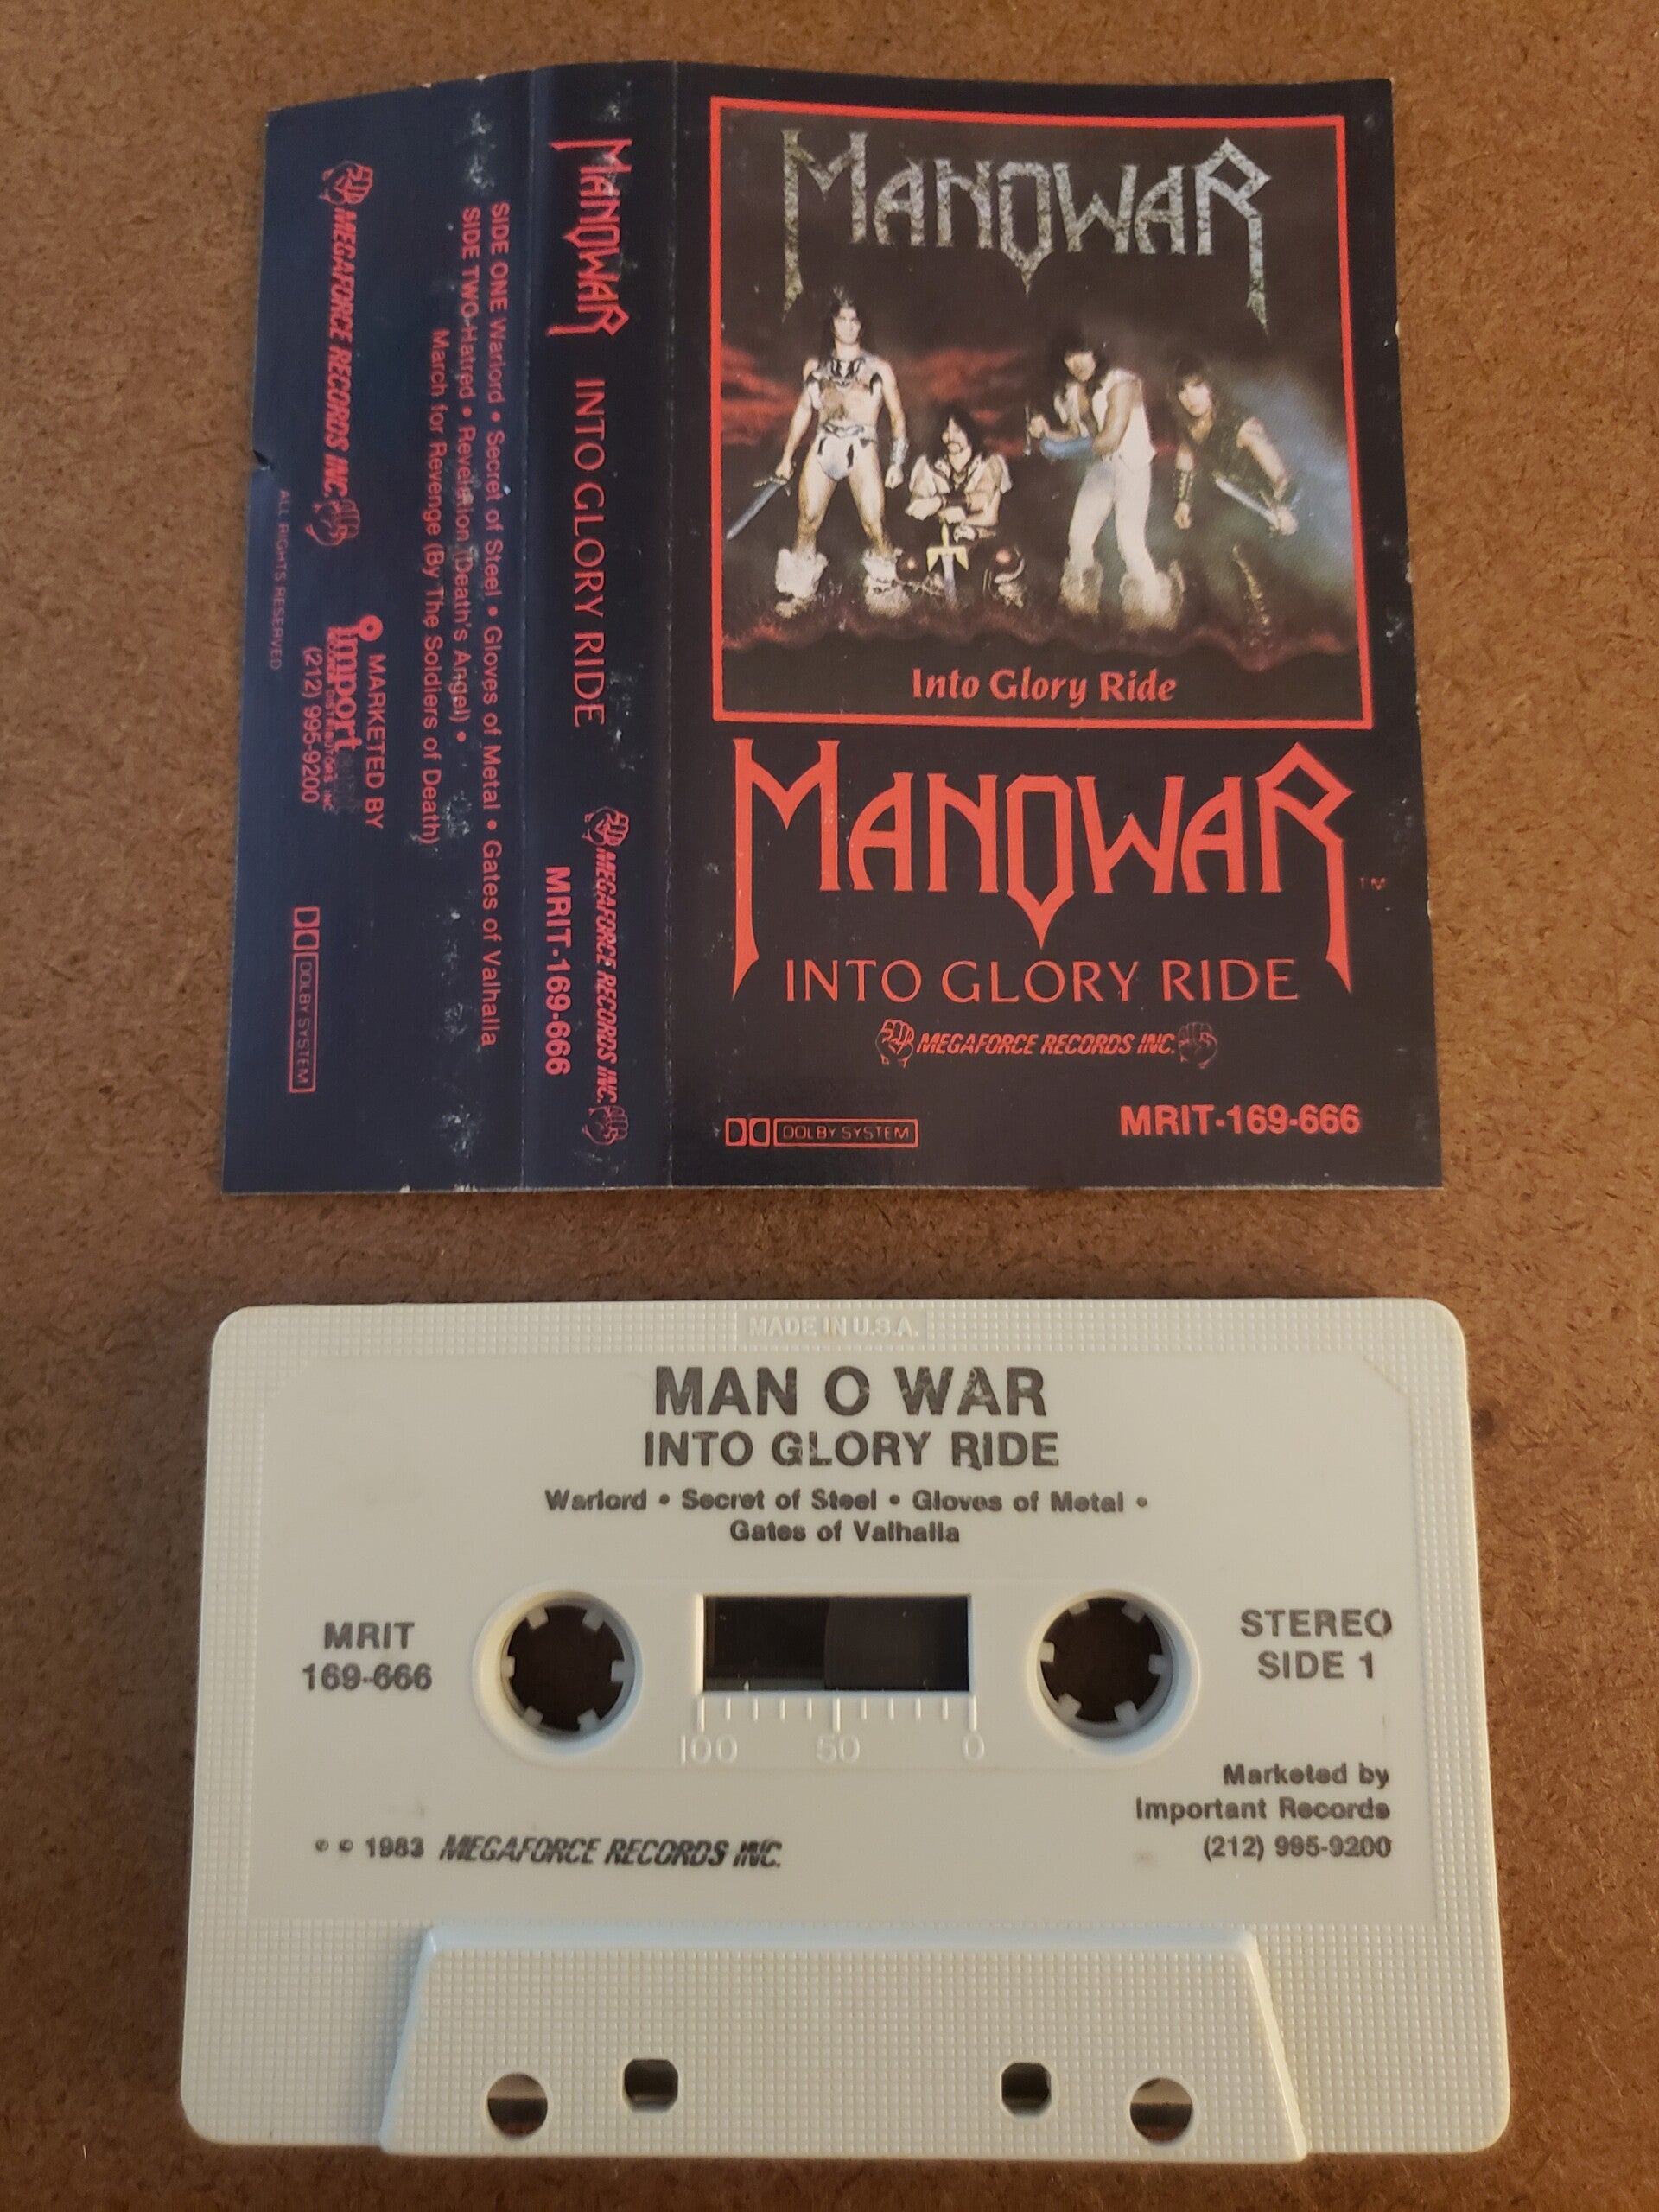 MANOWAR
Into Glory Ride
MANOWAR TM
INTO GLORY RIDE
MEGAFORCE RECORDS INC.
DOLBY SYSTEM
MRIT-169-666
MANOWAR INTO GLORY RIDE MEGAFORCE RECORDS INC.
MRIT-169-666
SIDE ONE Warlord • Secret of Steel • Gloves of Metal • Gates of Valhalla
SIDE TWO Hatred • Revelation (Death's Angel) •
March for Revenge (By The Soldiers of Death)
MEGAFORCE RECORDS INC.
MARKETED BY
important
RECORD DISTRIBUTORS INC.
(212) 995-9200
DOLBY SYSTEM
ALL RIGHTS RESERVED
MADE IN U.S.A.
MAN O WAR
INTO GLORY RIDE
Warlord • Secret of Steel • Gloves of Metal •
Gates of Valhalla
MRIT
169-666
STEREO
SIDE 1
100 50 0
Marketed by
Important Records
(212) 995-9200
℗ © 1983 MEGAFORCE RECORDS INC.